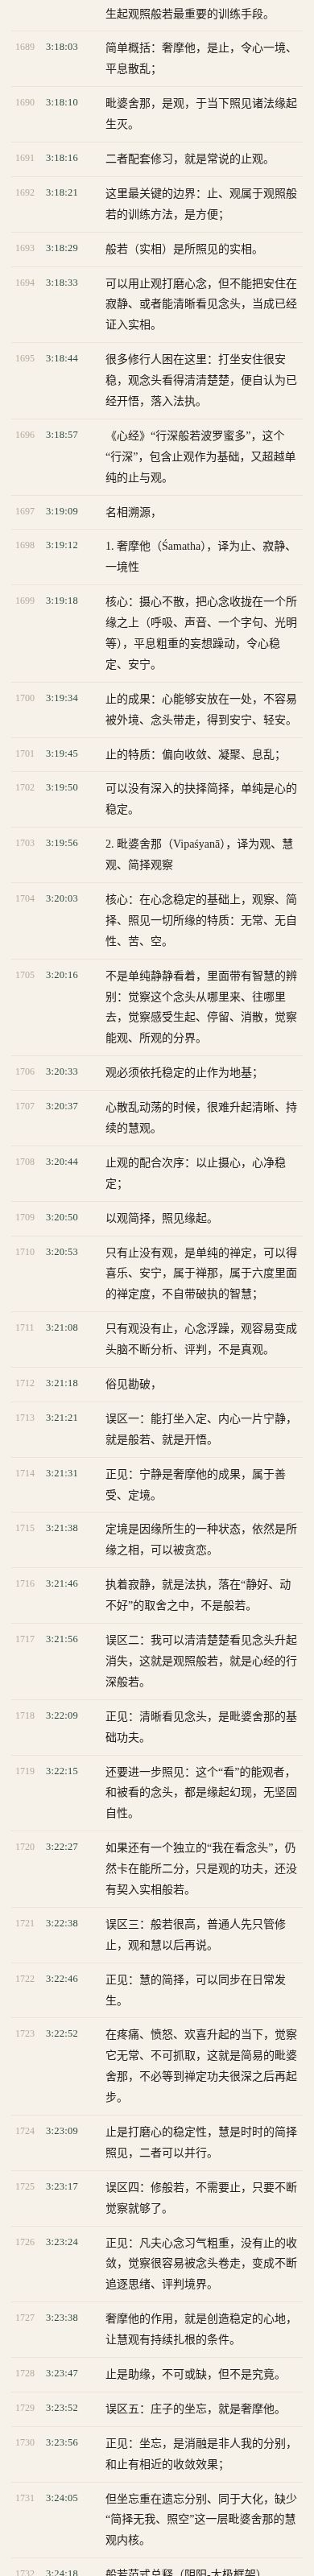 生起观照般若最重要的训练手段。
1689 3:18:03 简单概括：奢摩他，是止，令心一境、
平息散乱；
1690 3:18:10 毗婆舍那，是观，于当下照见诸法缘起
生灭。
1691 3:18:16 二者配套修习，就是常说的止观。
1692 3:18:21 这里最关键的边界：止、观属于观照般
若的训练方法，是方便；
1693 3:18:29 般若（实相）是所照见的实相。
1694 3:18:33 可以用止观打磨心念，但不能把安住在
寂静、或者能清晰看见念头，当成已经
证入实相。
1695 3:18:44 很多修行人困在这里：打坐安住很安
稳，观念头看得清清楚楚，便自认为已
经开悟，落入法执。
1696 3:18:57 《心经》“行深般若波罗蜜多”，这个
“行深”，包含止观作为基础，又超越单
纯的止与观。
1697 3:19:09 名相溯源，
1698 3:19:12 1. 奢摩他（Śamatha），译为止、寂静、
一境性
1699 3:19:18 核心：摄心不散，把心念收拢在一个所
缘之上（呼吸、声音、一个字句、光明
等），平息粗重的妄想躁动，令心稳
定、安宁。
1700 3:19:34 止的成果：心能够安放在一处，不容易
被外境、念头带走，得到安宁、轻安。
1701 3:19:45 止的特质：偏向收敛、凝聚、息乱；
1702 3:19:50 可以没有深入的抉择简择，单纯是心的
稳定。
1703 3:19:56 2. 毗婆舍那（Vipaśyanā），译为观、慧
观、简择观察
1704 3:20:03 核心：在心念稳定的基础上，观察、简
择、照见一切所缘的特质：无常、无自
性、苦、空。
1705 3:20:16 不是单纯静静看着，里面带有智慧的辨
别：觉察这个念头从哪里来、往哪里
去，觉察感受生起、停留、消散，觉察
能观、所观的分界。
1706 3:20:33 观必须依托稳定的止作为地基；
1707 3:20:37 心散乱动荡的时候，很难升起清晰、持
续的慧观。
1708 3:20:44 止观的配合次序：以止摄心，心净稳
定；
1709 3:20:50 以观简择，照见缘起。
1710 3:20:53 只有止没有观，是单纯的禅定，可以得
喜乐、安宁，属于禅那，属于六度里面
的禅定度，不自带破执的智慧；
1711 3:21:08 只有观没有止，心念浮躁，观容易变成
头脑不断分析、评判，不是真观。
1712 3:21:18 俗见勘破，
1713 3:21:21 误区一：能打坐入定、内心一片宁静，
就是般若、就是开悟。
1714 3:21:31 正见：宁静是奢摩他的成果，属于善
受、定境。
1715 3:21:38 定境是因缘所生的一种状态，依然是所
缘之相，可以被贪恋。
1716 3:21:46 执着寂静，就是法执，落在“静好、动
不好”的取舍之中，不是般若。
1717 3:21:56 误区二：我可以清清楚楚看见念头升起
消失，这就是观照般若，就是心经的行
深般若。
1718 3:22:09 正见：清晰看见念头，是毗婆舍那的基
础功夫。
1719 3:22:15 还要进一步照见：这个“看”的能观者，
和被看的念头，都是缘起幻现，无坚固
自性。
1720 3:22:27 如果还有一个独立的“我在看念头”，仍
然卡在能所二分，只是观的功夫，还没
有契入实相般若。
1721 3:22:38 误区三：般若很高，普通人先只管修
止，观和慧以后再说。
1722 3:22:46 正见：慧的简择，可以同步在日常发
生。
1723 3:22:52 在疼痛、愤怒、欢喜升起的当下，觉察
它无常、不可抓取，这就是简易的毗婆
舍那，不必等到禅定功夫很深之后再起
步。
1724 3:23:09 止是打磨心的稳定性，慧是时时的简择
照见，二者可以并行。
1725 3:23:17 误区四：修般若，不需要止，只要不断
觉察就够了。
1726 3:23:24 正见：凡夫心念习气粗重，没有止的收
敛，觉察很容易被念头卷走，变成不断
追逐思绪、评判境界。
1727 3:23:38 奢摩他的作用，就是创造稳定的心地，
让慧观有持续扎根的条件。
1728 3:23:47 止是助缘，不可或缺，但不是究竟。
1729 3:23:52 误区五：庄子的坐忘，就是奢摩他。
1730 3:23:56 正见：坐忘，是消融是非人我的分别，
和止有相近的收敛效果；
1731 3:24:05 但坐忘重在遗忘分别、同于大化，缺少
“简择无我、照空”这一层毗婆舍那的慧
观内核。
1732 3:24:18 般若范式总释（阴阳-太极框架）